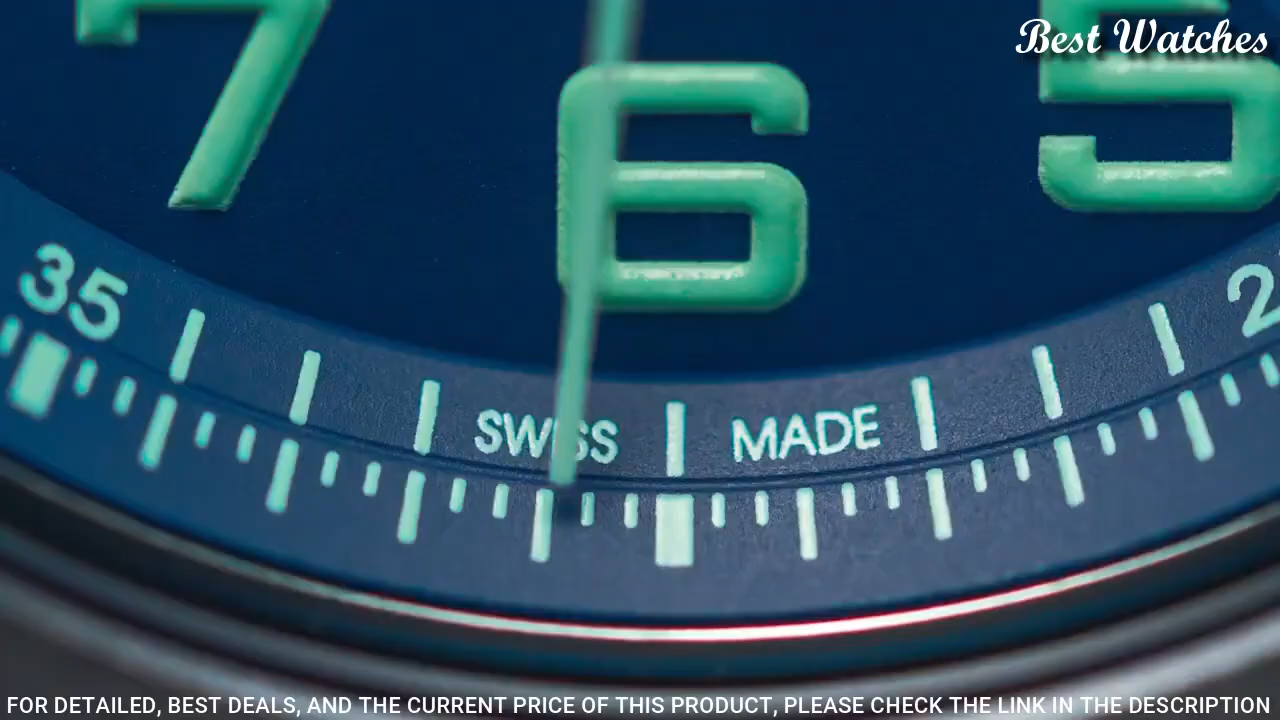 Best Watches
7
6
5
35
SWISS MADE
FOR DETAILED, BEST DEALS, AND THE CURRENT PRICE OF THIS PRODUCT, PLEASE CHECK THE LINK IN THE DESCRIPTION